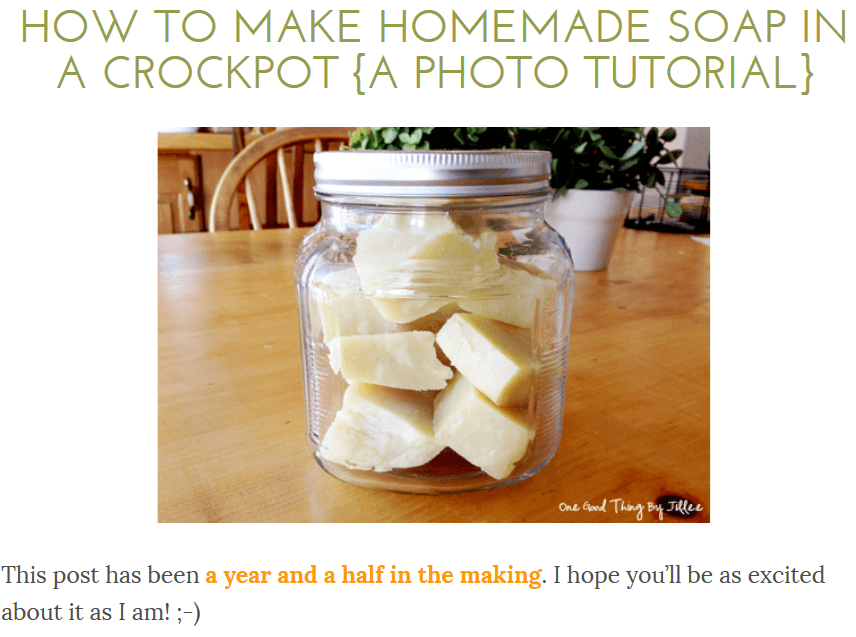 HOW TO MAKE HOMEMADE SOAP IN
A CROCKPOT {A PHOTO TUTORIAL}
One Good Thing By Jillee
This post has been a year and a half in the making. I hope you’ll be as excited
about it as I am! ;-)